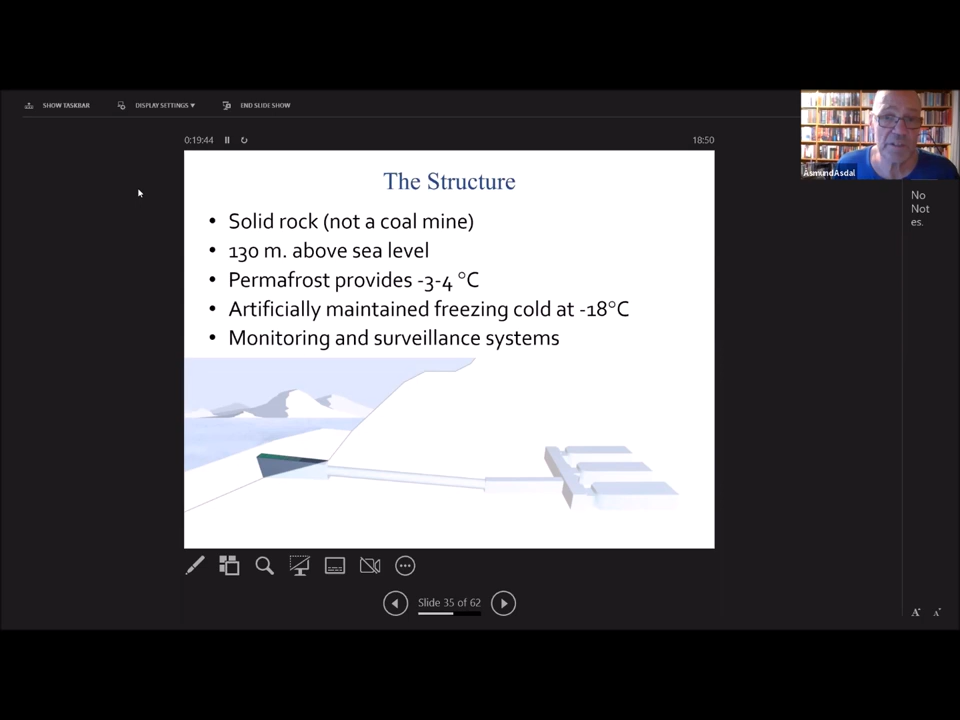 SHOW TASKBAR DISPLAY SETTINGS ▼ END SLIDE SHOW
0:19:44 18:50
ÅsmundAsdal
No
Not
es.
The Structure
• Solid rock (not a coal mine)
• 130 m. above sea level
• Permafrost provides -3-4 °C
• Artificially maintained freezing cold at -18°C
• Monitoring and surveillance systems
Slide 35 of 62
A A